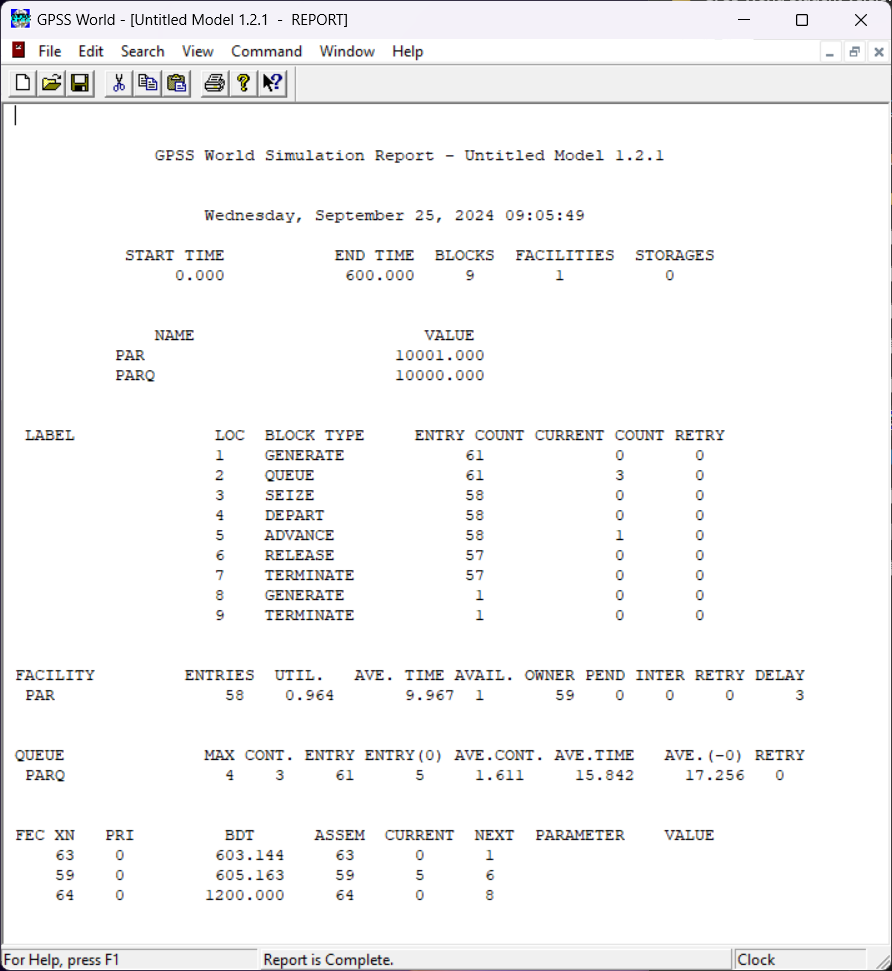 GPSS World - [Untitled Model 1.2.1 - REPORT]
File Edit Search View Command Window Help
GPSS World Simulation Report - Untitled Model 1.2.1
Wednesday, September 25, 2024 09:05:49
START TIME END TIME BLOCKS FACILITIES STORAGES
0.000 600.000 9 1 0
NAME VALUE
PAR 10001.000
PARQ 10000.000
LABEL LOC BLOCK TYPE ENTRY COUNT CURRENT COUNT RETRY
1 GENERATE 61 0 0
2 QUEUE 61 3 0
3 SEIZE 58 0 0
4 DEPART 58 0 0
5 ADVANCE 58 1 0
6 RELEASE 57 0 0
7 TERMINATE 57 0 0
8 GENERATE 1 0 0
9 TERMINATE 1 0 0
FACILITY ENTRIES UTIL. AVE. TIME AVAIL. OWNER PEND INTER RETRY DELAY
PAR 58 0.964 9.967 1 59 0 0 0 3
QUEUE MAX CONT. ENTRY ENTRY(0) AVE.CONT. AVE.TIME AVE.(-0) RETRY
PARQ 4 3 61 5 1.611 15.842 17.256 0
FEC XN PRI BDT ASSEM CURRENT NEXT PARAMETER VALUE
63 0 603.144 63 0 1
59 0 605.163 59 5 6
64 0 1200.000 64 0 8
For Help, press F1 Report is Complete. Clock